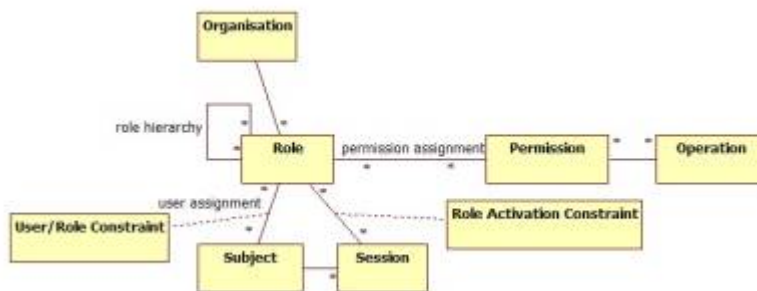 Organisation
role hierarchy
Role
permission assignment
Permission
Operation
user assignment
User/Role Constraint
Role Activation Constraint
Subject
Session